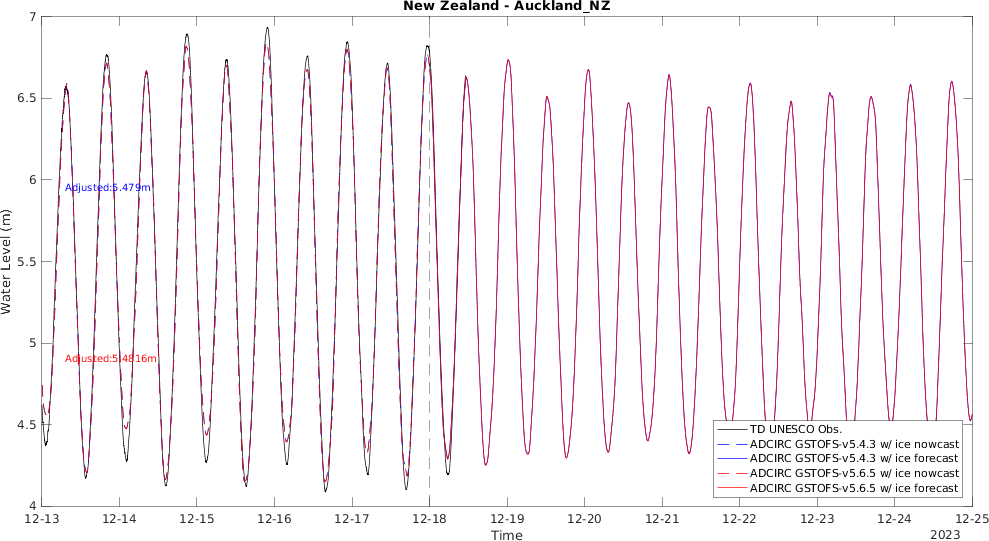 New Zealand - Auckland_NZ
7
6.5
6
5.5
5
4.5
4
Water Level (m)
Adjusted:5.479m
Adjusted:5.4816m
TD UNESCO Obs.
ADCIRC GSTOFS-v5.4.3 w/ ice nowcast
ADCIRC GSTOFS-v5.4.3 w/ ice forecast
ADCIRC GSTOFS-v5.6.5 w/ ice nowcast
ADCIRC GSTOFS-v5.6.5 w/ ice forecast
12-13 12-14 12-15 12-16 12-17 12-18 12-19 12-20 12-21 12-22 12-23 12-24 12-25
Time
2023